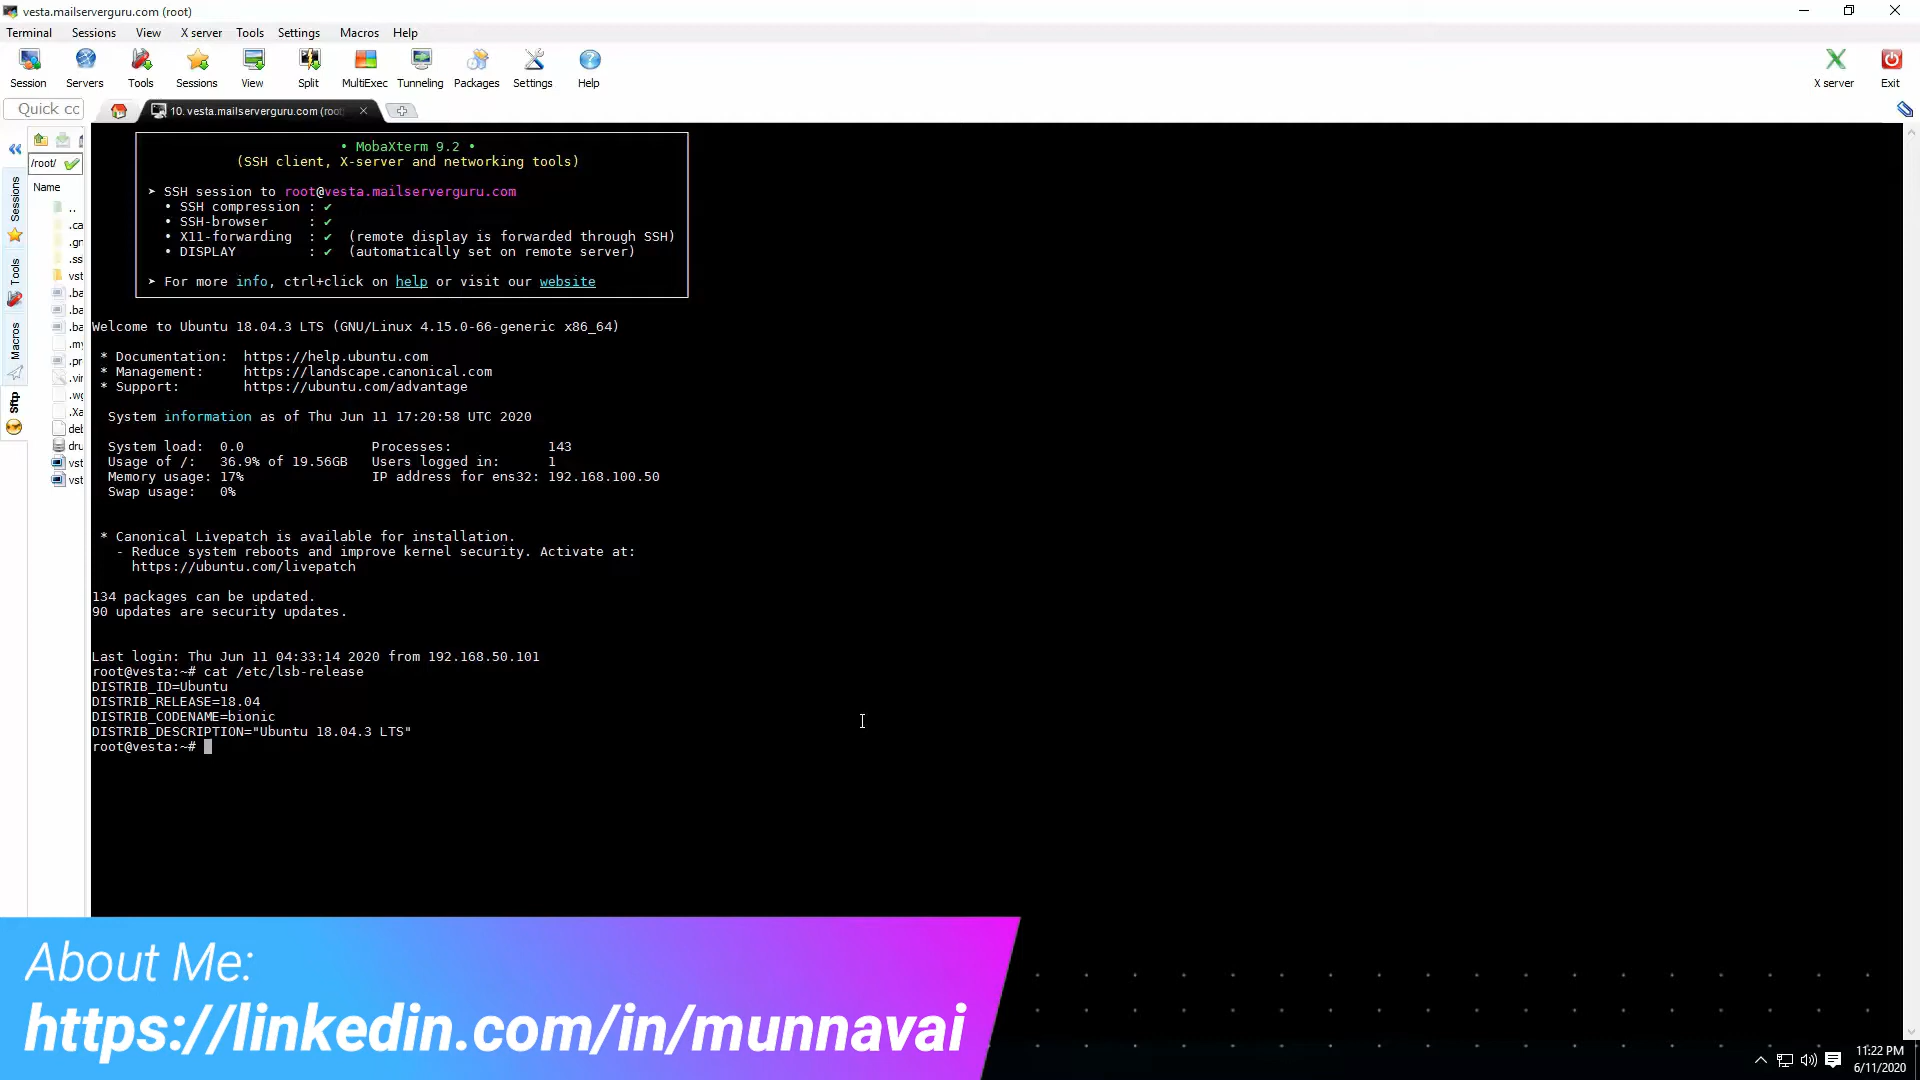 vesta.mailserverguru.com (root)
Terminal Sessions View X server Tools Settings Macros Help
Session Servers Tools Sessions View Split MultiExec Tunneling Packages Settings Help X server Exit
Quick cc
10. vesta.mailserverguru.com (root
/root/
Name
..
.ca
.gn
.ss
vst
.ba
.ba
.ba
.my
.pr
.vir
.wg
.Xa
deb
dru
vst
vst
Sessions
Tools
Macros
Sftp
• MobaXterm 9.2 •
(SSH client, X-server and networking tools)
➤ SSH session to root@vesta.mailserverguru.com
• SSH compression : ✔
• SSH-browser : ✔
• X11-forwarding : ✔ (remote display is forwarded through SSH)
• DISPLAY : ✔ (automatically set on remote server)
➤ For more info, ctrl+click on help or visit our website
Welcome to Ubuntu 18.04.3 LTS (GNU/Linux 4.15.0-66-generic x86_64)
* Documentation: https://help.ubuntu.com
* Management: https://landscape.canonical.com
* Support: https://ubuntu.com/advantage
System information as of Thu Jun 11 17:20:58 UTC 2020
System load: 0.0 Processes: 143
Usage of /: 36.9% of 19.56GB Users logged in: 1
Memory usage: 17% IP address for ens32: 192.168.100.50
Swap usage: 0%
* Canonical Livepatch is available for installation.
- Reduce system reboots and improve kernel security. Activate at:
https://ubuntu.com/livepatch
134 packages can be updated.
90 updates are security updates.
Last login: Thu Jun 11 04:33:14 2020 from 192.168.50.101
root@vesta:~# cat /etc/lsb-release
DISTRIB_ID=Ubuntu
DISTRIB_RELEASE=18.04
DISTRIB_CODENAME=bionic
DISTRIB_DESCRIPTION="Ubuntu 18.04.3 LTS"
root@vesta:~#
About Me:
https://linkedin.com/in/munnavai
11:22 PM
6/11/2020